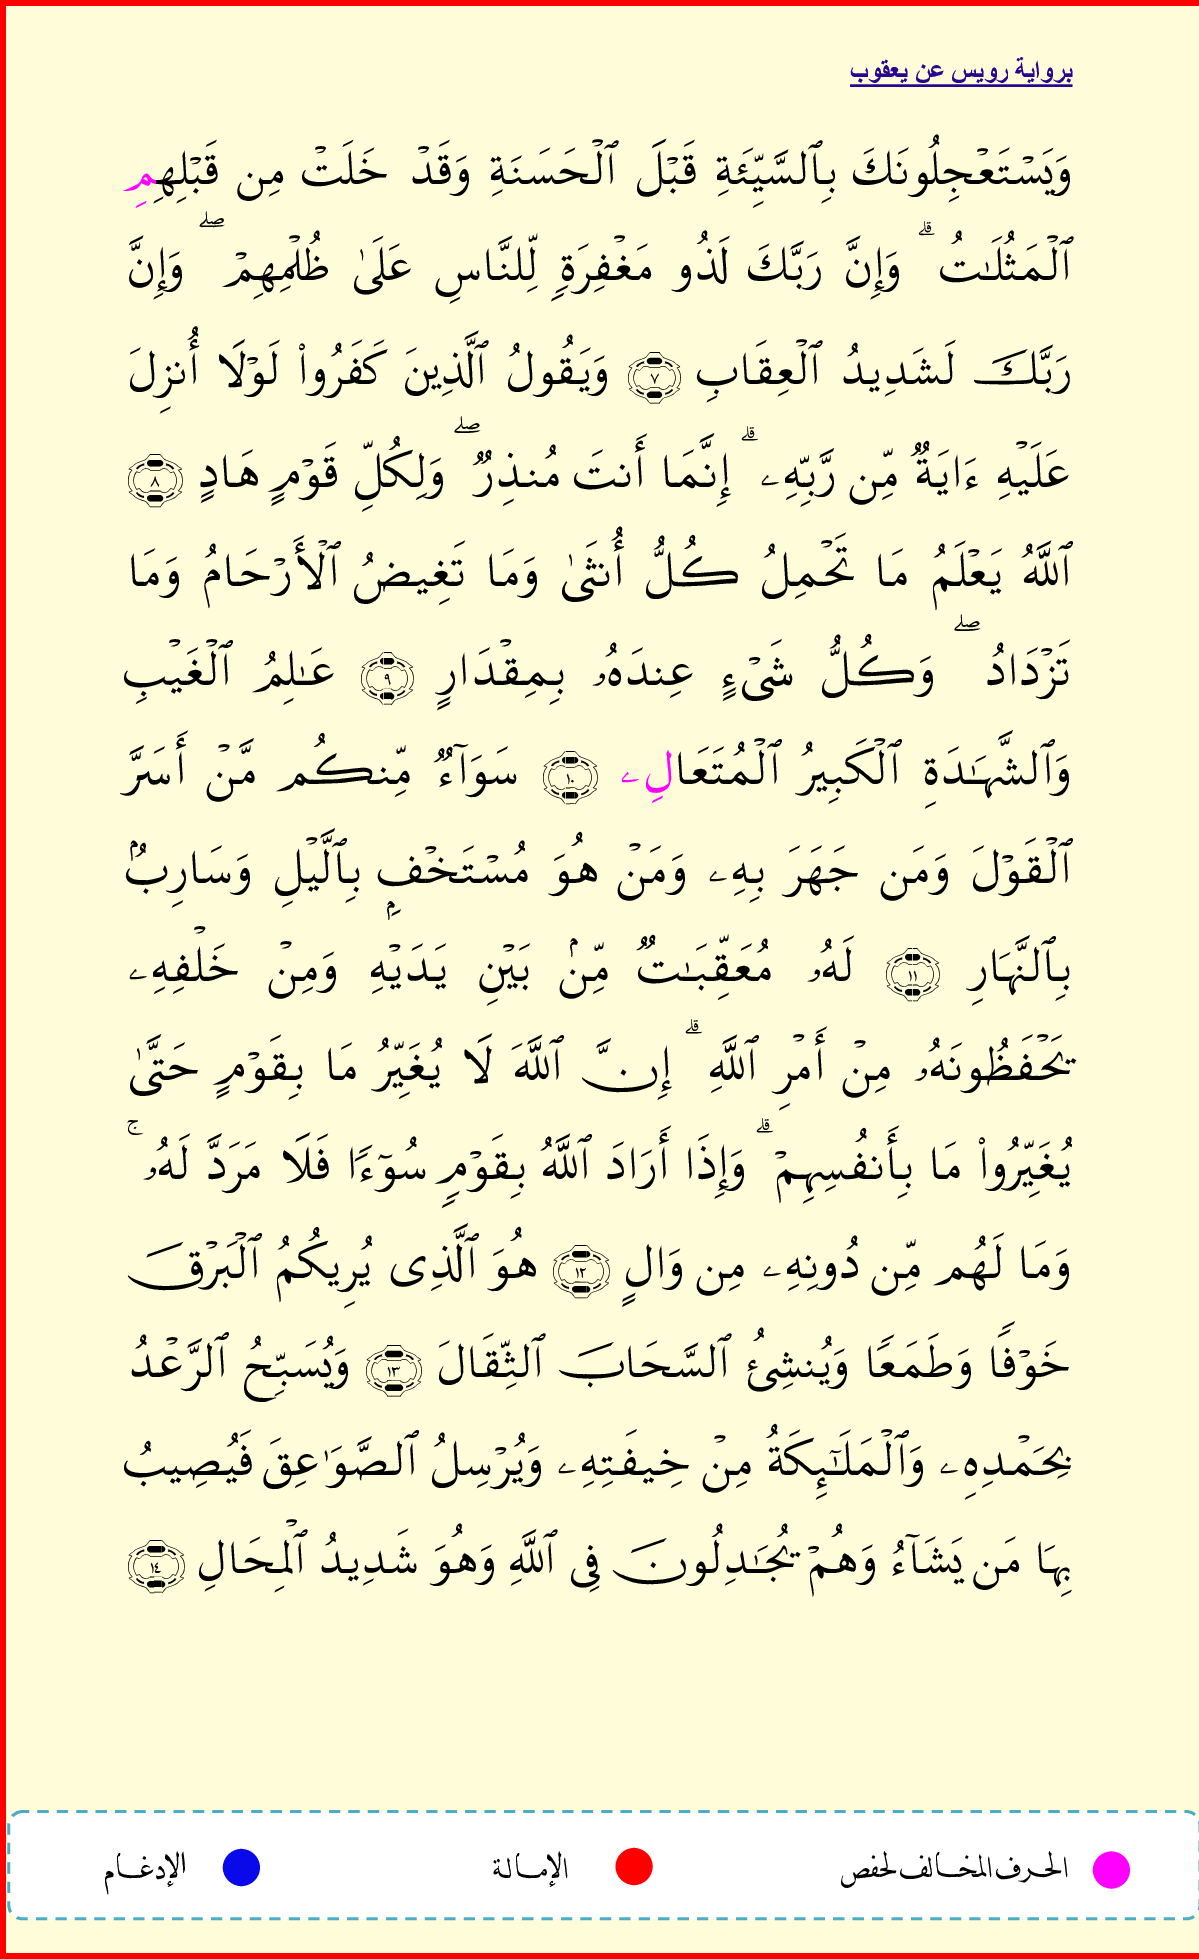 برواية رويس عن يعقوب
وَيَسۡتَعۡجِلُونَكَ بِٱلسَّيِّئَةِ قَبۡلَ ٱلۡحَسَنَةِ وَقَدۡ خَلَتۡ مِن قَبۡلِهِمِ
ٱلۡمَثُلَٰتُۗ وَإِنَّ رَبَّكَ لَذُو مَغۡفِرَةٖ لِّلنَّاسِ عَلَىٰ ظُلۡمِهِمۡۖ وَإِنَّ
رَبَّكَ لَشَدِيدُ ٱلۡعِقَابِ ٧ وَيَقُولُ ٱلَّذِينَ كَفَرُواْ لَوۡلَا أُنزِلَ
عَلَيۡهِ ءَايَةٞ مِّن رَّبِّهِۦۗ إِنَّمَا أَنتَ مُنذِرٞۖ وَلِكُلِّ قَوۡمٍ هَادٍ ٨
ٱللَّهُ يَعۡلَمُ مَا تَحۡمِلُ كُلُّ أُنثَىٰ وَمَا تَغِيضُ ٱلۡأَرۡحَامُ وَمَا
تَزۡدَادُۖ وَكُلُّ شَيۡءٍ عِندَهُۥ بِمِقۡدَارٍ ٩ عَٰلِمُ ٱلۡغَيۡبِ
وَٱلشَّهَٰدَةِ ٱلۡكَبِيرُ ٱلۡمُتَعَالِۦ ١٠ سَوَآءٞ مِّنكُم مَّنۡ أَسَرَّ
ٱلۡقَوۡلَ وَمَن جَهَرَ بِهِۦ وَمَنۡ هُوَ مُسۡتَخۡفِۭ بِٱلَّيۡلِ وَسَارِبُۢ
بِٱلنَّهَارِ ١١ لَهُۥ مُعَقِّبَٰتٞ مِّنۢ بَيۡنِ يَدَيۡهِ وَمِنۡ خَلۡفِهِۦ
يَحۡفَظُونَهُۥ مِنۡ أَمۡرِ ٱللَّهِۗ إِنَّ ٱللَّهَ لَا يُغَيِّرُ مَا بِقَوۡمٍ حَتَّىٰ
يُغَيِّرُواْ مَا بِأَنفُسِهِمۡۗ وَإِذَا أَرَادَ ٱللَّهُ بِقَوۡمٖ سُوٓءٗا فَلَا مَرَدَّ لَهُۥۚ
وَمَا لَهُم مِّن دُونِهِۦ مِن وَالٍ ١٢ هُوَ ٱلَّذِي يُرِيكُمُ ٱلۡبَرۡقَ
خَوۡفٗا وَطَمَعٗا وَيُنشِئُ ٱلسَّحَابَ ٱلثِّقَالَ ١٣ وَيُسَبِّحُ ٱلرَّعۡدُ
بِحَمۡدِهِۦ وَٱلۡمَلَٰٓئِكَةُ مِنۡ خِيفَتِهِۦ وَيُرۡسِلُ ٱلصَّوَٰعِقَ فَيُصِيبُ
بِهَا مَن يَشَآءُ وَهُمۡ يُجَٰدِلُونَ فِي ٱللَّهِ وَهُوَ شَدِيدُ ٱلۡمِحَالِ ١٤
الحرف المخالف لحفص الإمالة الإدغام